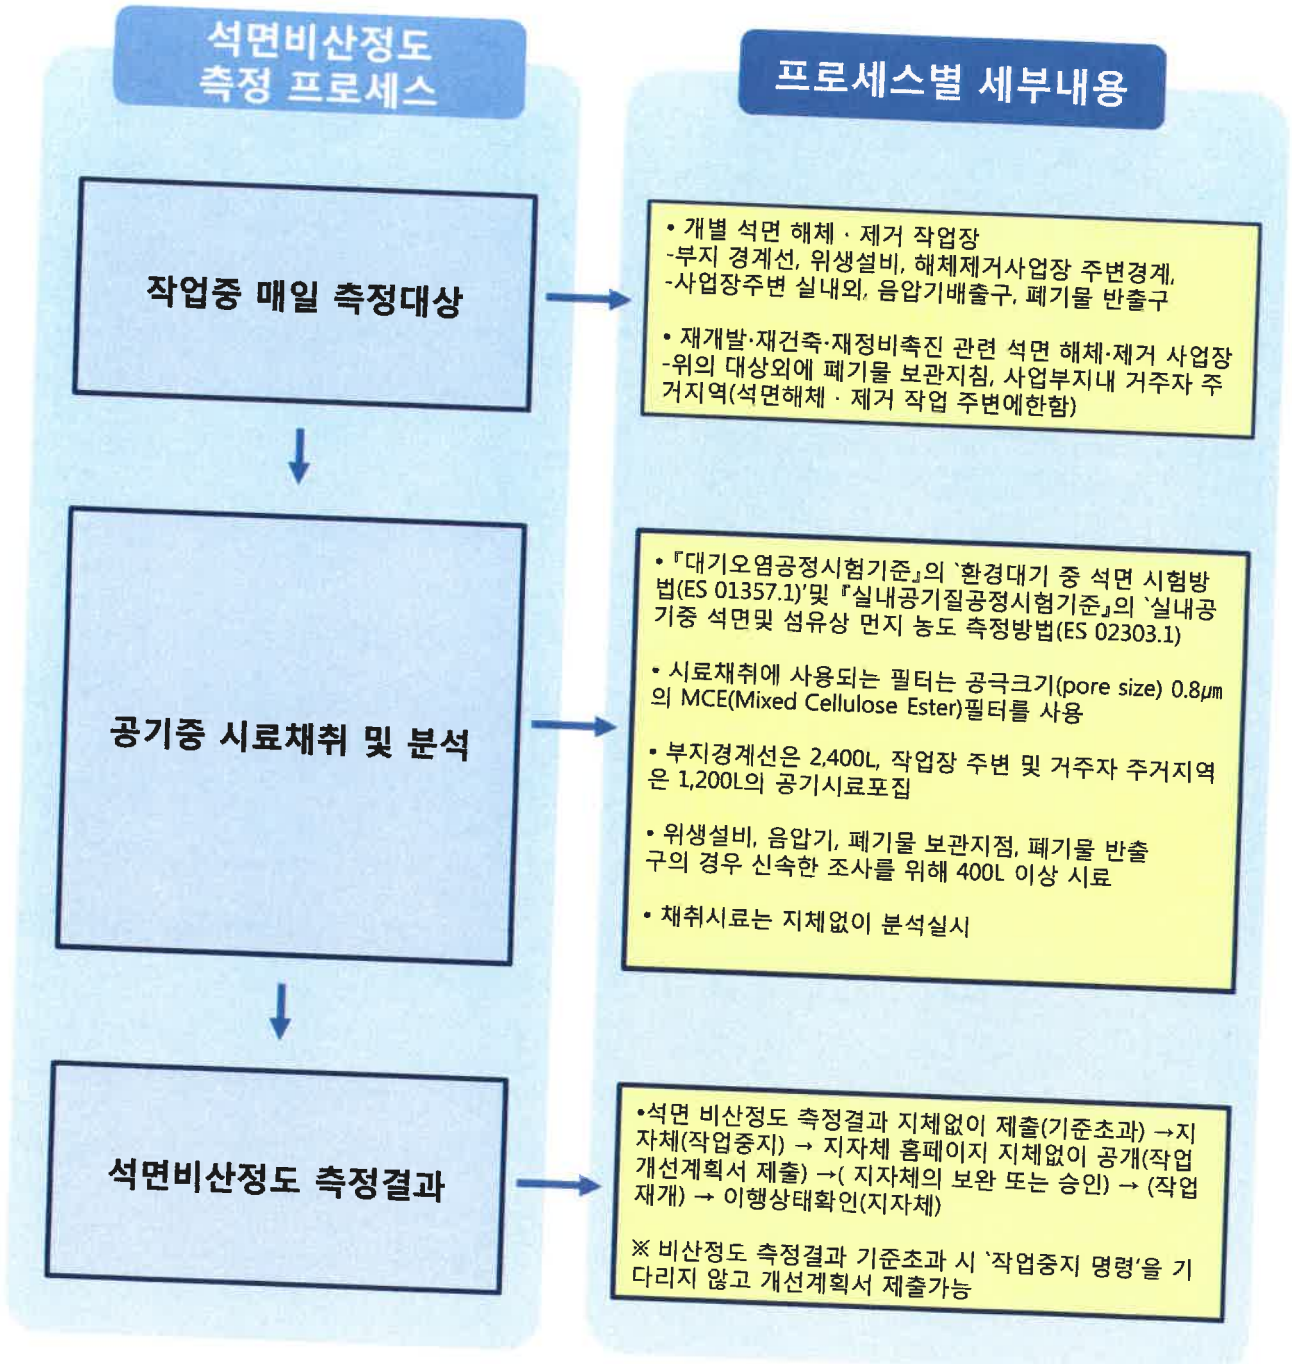 석면비산정도
측정 프로세스
프로세스별 세부내용
작업중 매일 측정대상
• 개별 석면 해체 · 제거 작업장
-부지 경계선, 위생설비, 해체제거사업장 주변경계,
-사업장주변 실내외, 음압기배출구, 폐기물 반출구
• 재개발·재건축·재정비촉진 관련 석면 해체·제거 사업장
-위의 대상외에 폐기물 보관지침, 사업부지내 거주자 주
거지역(석면해체 · 제거 작업 주변에한함)
공기중 시료채취 및 분석
• 『대기오염공정시험기준』의 `환경대기 중 석면 시험방
법(ES 01357.1)'및 『실내공기질공정시험기준』의 `실내공
기중 석면및 섬유상 먼지 농도 측정방법(ES 02303.1)
• 시료채취에 사용되는 필터는 공극크기(pore size) 0.8㎛
의 MCE(Mixed Cellulose Ester)필터를 사용
• 부지경계선은 2,400L, 작업장 주변 및 거주자 주거지역
은 1,200L의 공기시료포집
• 위생설비, 음압기, 폐기물 보관지점, 폐기물 반출
구의 경우 신속한 조사를 위해 400L 이상 시료
• 채취시료는 지체없이 분석실시
석면비산정도 측정결과
•석면 비산정도 측정결과 지체없이 제출(기준초과) →지
자체(작업중지) → 지자체 홈페이지 지체없이 공개(작업
개선계획서 제출) →( 지자체의 보완 또는 승인) → (작업
재개) → 이행상태확인(지자체)
※ 비산정도 측정결과 기준초과 시 `작업중지 명령'을 기
다리지 않고 개선계획서 제출가능